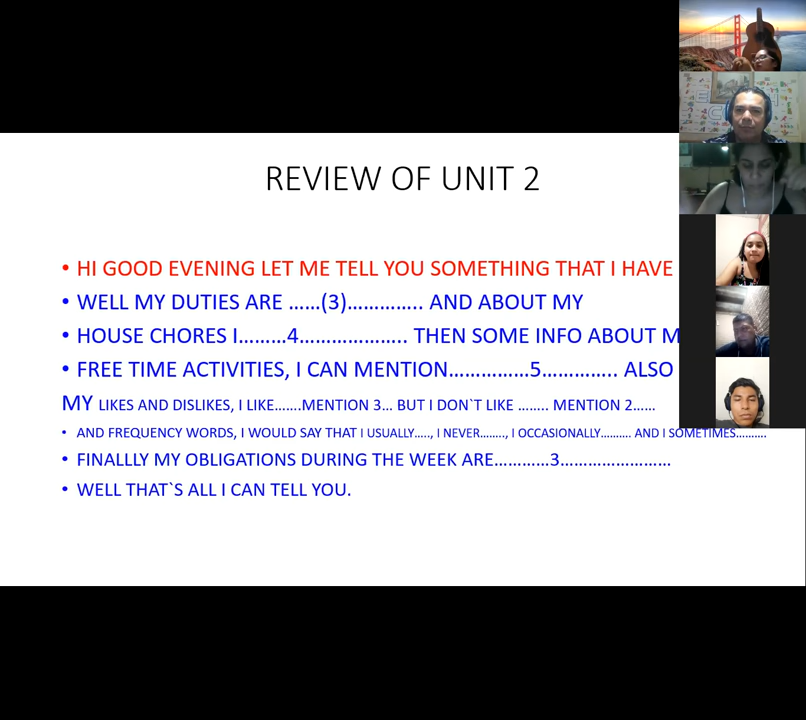 REVIEW OF UNIT 2
• HI GOOD EVENING LET ME TELL YOU SOMETHING THAT I HAVE
• WELL MY DUTIES ARE ……(3)………….. AND ABOUT MY
• HOUSE CHORES I………4……………….. THEN SOME INFO ABOUT M
• FREE TIME ACTIVITIES, I CAN MENTION……………5………….. ALSO
MY LIKES AND DISLIKES, I LIKE…….MENTION 3… BUT I DON`T LIKE …….. MENTION 2……
• AND FREQUENCY WORDS, I WOULD SAY THAT I USUALLY….., I NEVER…….., I OCCASIONALLY………. AND I SOMETIMES……….
• FINALLLY MY OBLIGATIONS DURING THE WEEK ARE…………3……………………
• WELL THAT`S ALL I CAN TELL YOU.